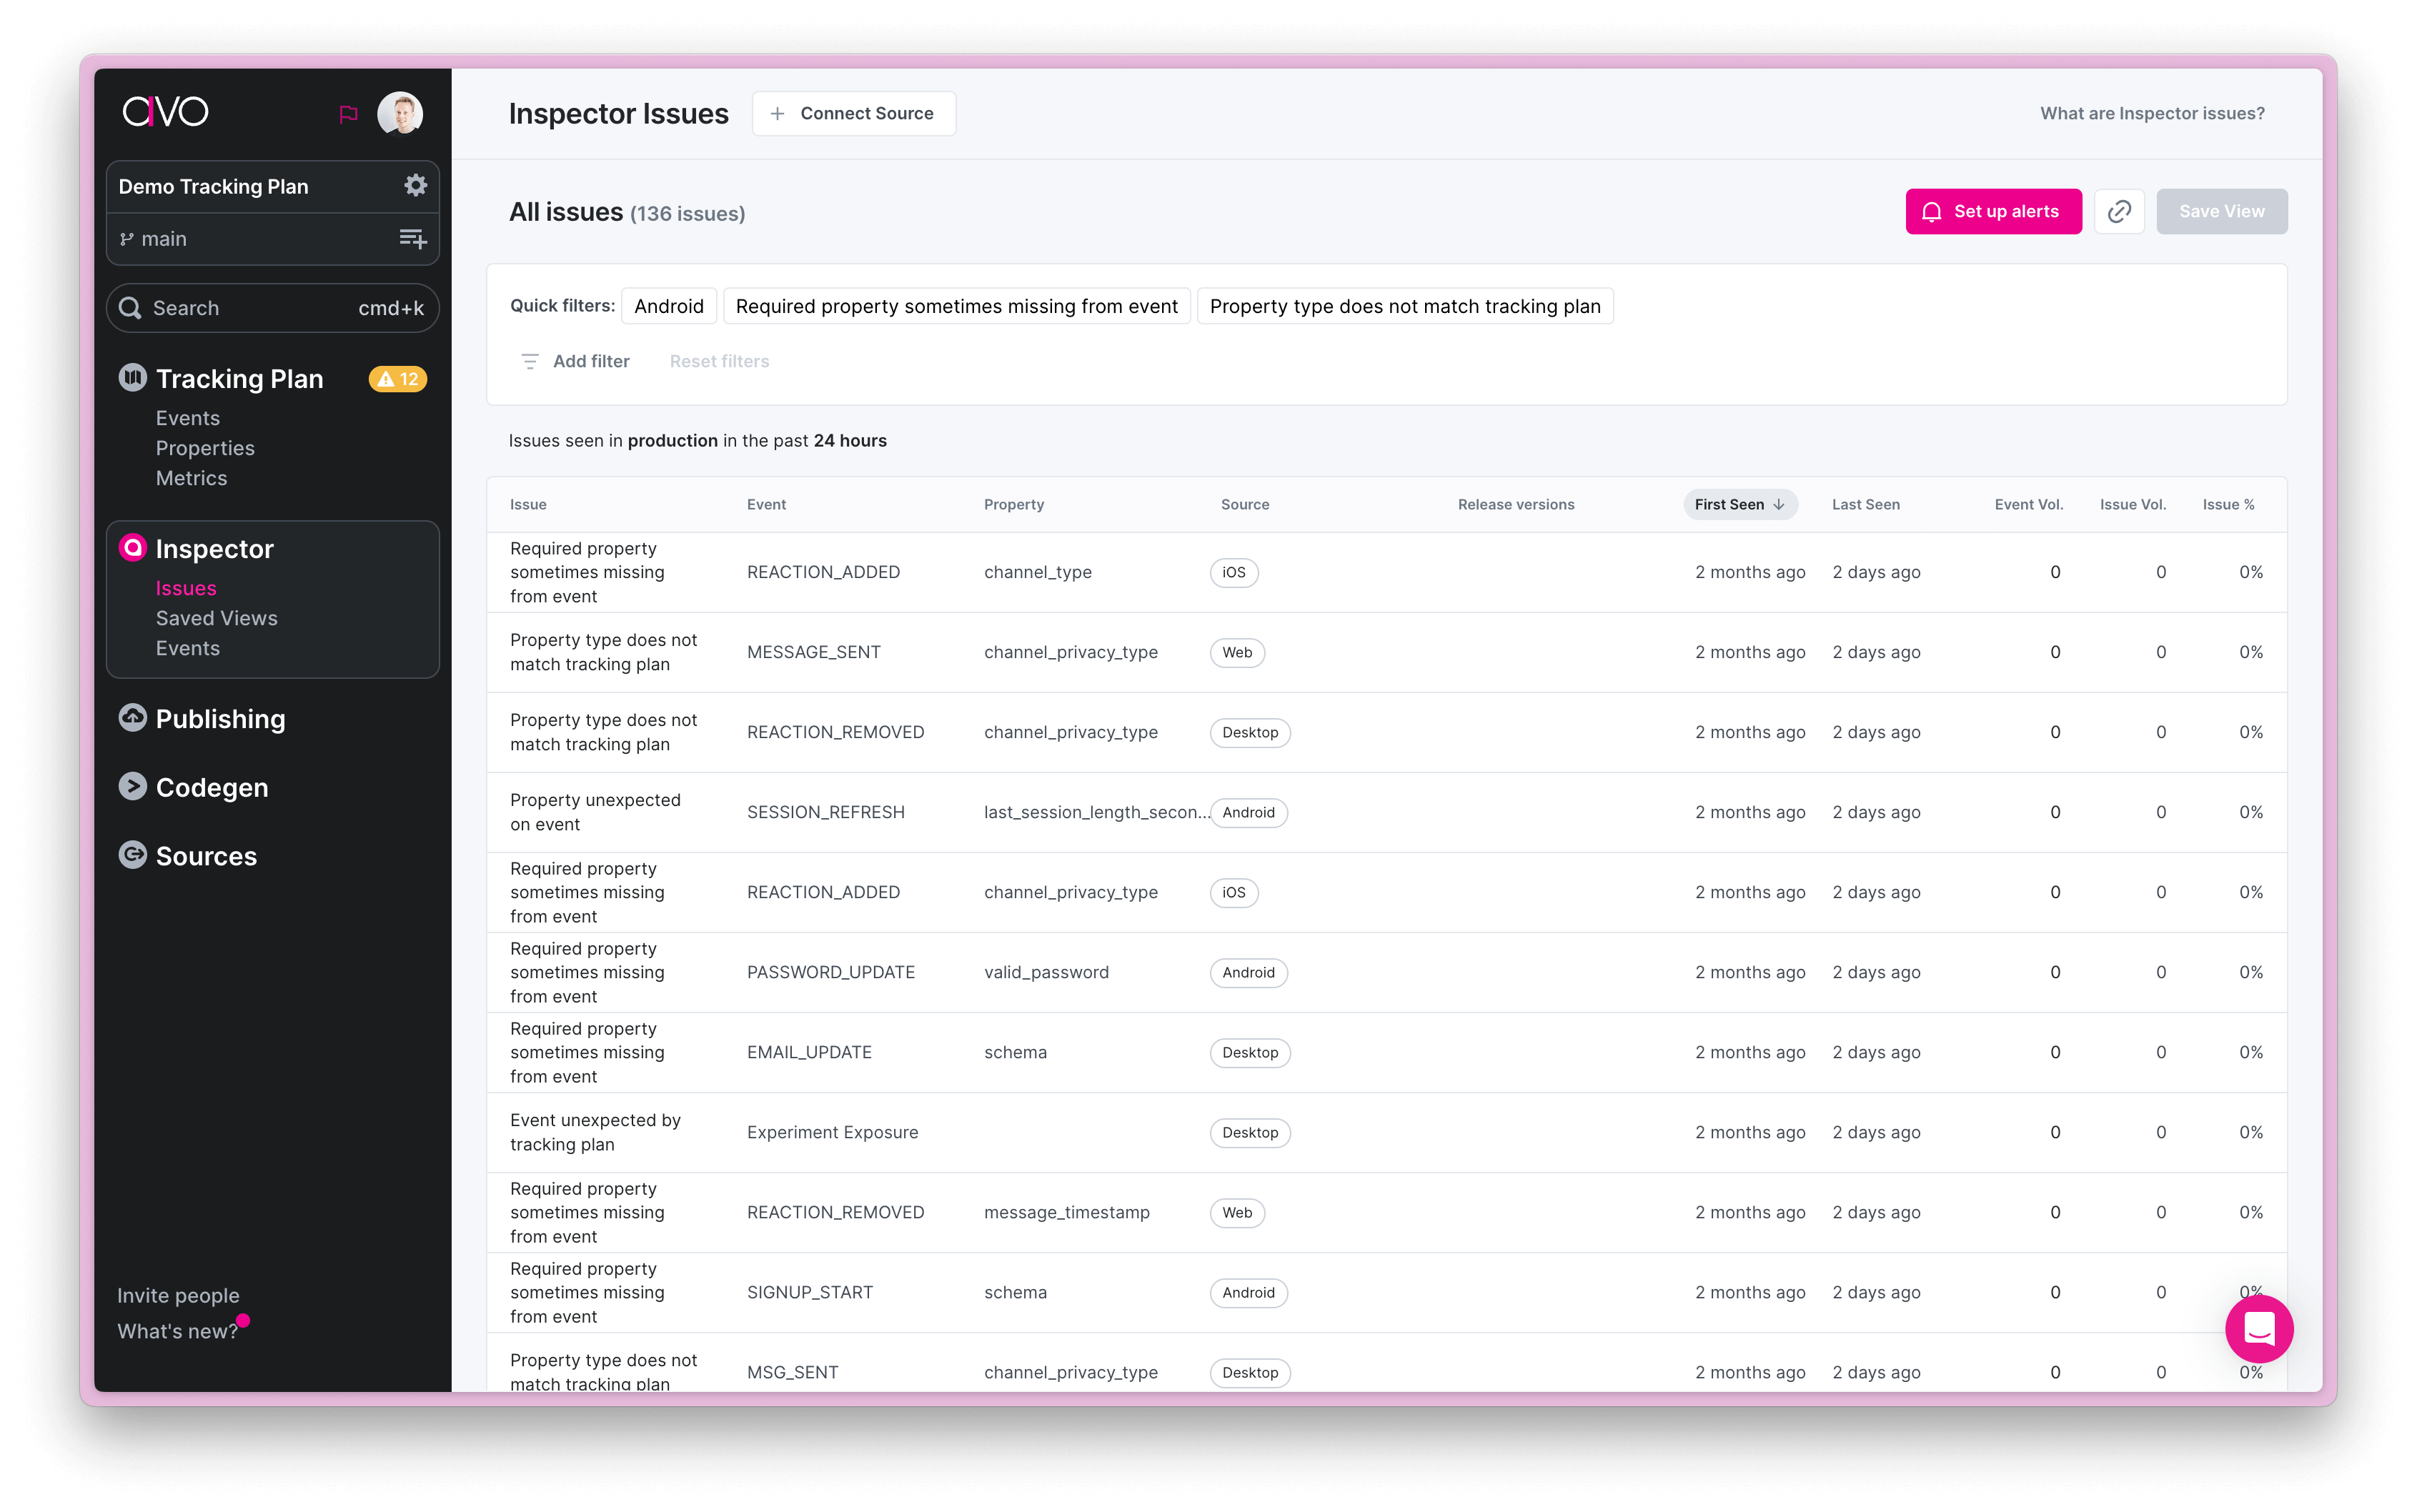 avo
Inspector Issues
Connect Source
What are Inspector issues?
Demo Tracking Plan
main
Search cmd+k
Tracking Plan 12
Events
Properties
Metrics
Inspector
Issues
Saved Views
Events
Publishing
Codegen
Sources
Invite people
What's new?
All issues (136 issues)
Set up alerts
Save View
Quick filters: Android Required property sometimes missing from event Property type does not match tracking plan
Add filter Reset filters
Issues seen in production in the past 24 hours
Issue Event Property Source Release versions First Seen ↓ Last Seen Event Vol. Issue Vol. Issue %
Required property
sometimes missing
from event
REACTION_ADDED channel_type iOS 2 months ago 2 days ago 0 0 0%
Property type does not
match tracking plan
MESSAGE_SENT channel_privacy_type Web 2 months ago 2 days ago 0 0 0%
Property type does not
match tracking plan
REACTION_REMOVED channel_privacy_type Desktop 2 months ago 2 days ago 0 0 0%
Property unexpected
on event
SESSION_REFRESH last_session_length_secon... Android 2 months ago 2 days ago 0 0 0%
Required property
sometimes missing
from event
REACTION_ADDED channel_privacy_type iOS 2 months ago 2 days ago 0 0 0%
Required property
sometimes missing
from event
PASSWORD_UPDATE valid_password Android 2 months ago 2 days ago 0 0 0%
Required property
sometimes missing
from event
EMAIL_UPDATE schema Desktop 2 months ago 2 days ago 0 0 0%
Event unexpected by
tracking plan
Experiment Exposure Desktop 2 months ago 2 days ago 0 0 0%
Required property
sometimes missing
from event
REACTION_REMOVED message_timestamp Web 2 months ago 2 days ago 0 0 0%
Required property
sometimes missing
from event
SIGNUP_START schema Android 2 months ago 2 days ago 0 0 0%
Property type does not
match tracking plan
MSG_SENT channel_privacy_type Desktop 2 months ago 2 days ago 0 0 0%